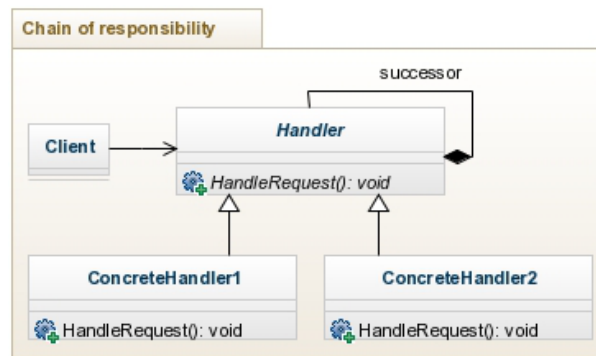 Chain of responsibility
successor
Handler
Client
HandleRequest(): void
ConcreteHandler1
ConcreteHandler2
HandleRequest(): void
HandleRequest(): void